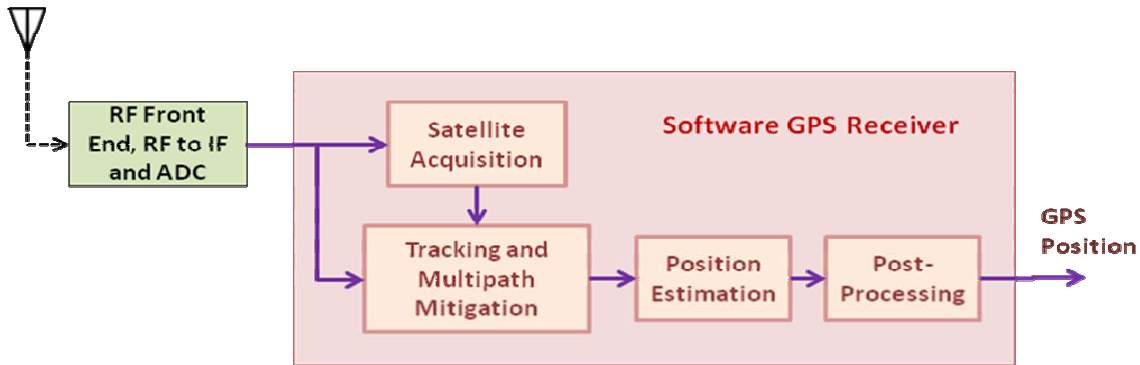 RF Front
End, RF to IF
and ADC
Satellite
Acquisition
Software GPS Receiver
Tracking and
Multipath
Mitigation
Position
Estimation
Post-
Processing
GPS
Position